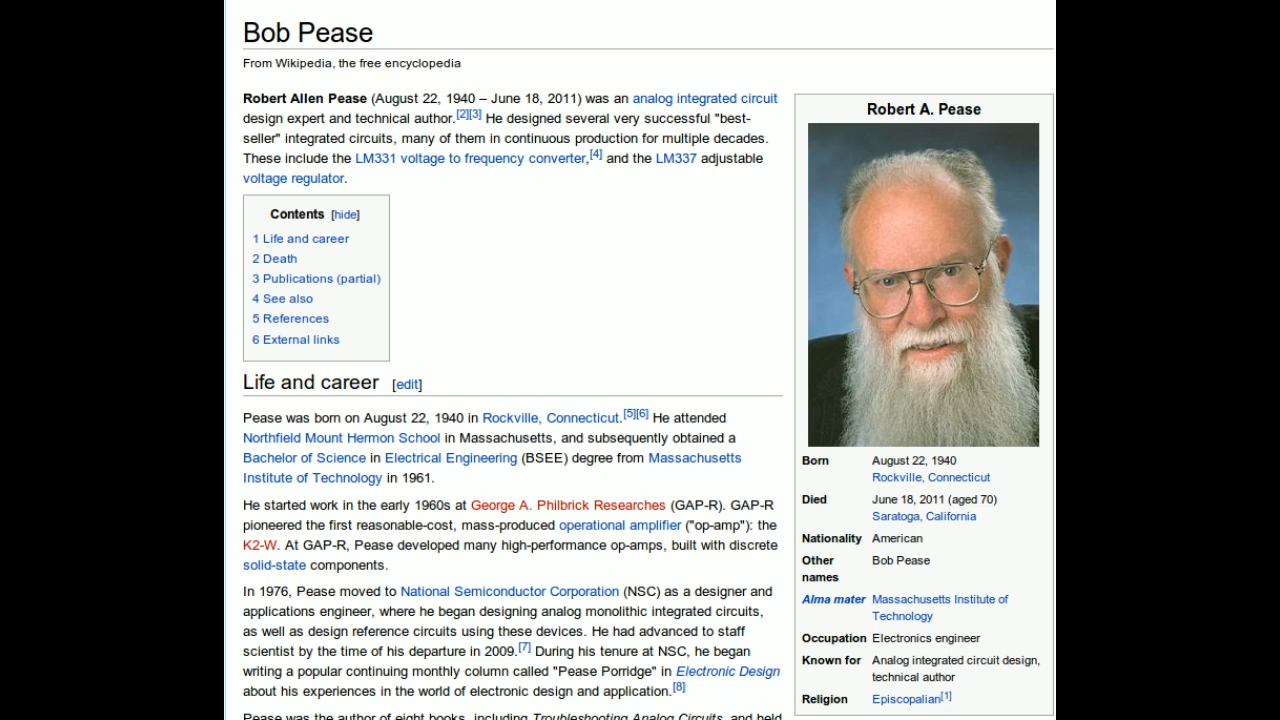 Bob Pease
From Wikipedia, the free encyclopedia
Robert Allen Pease (August 22, 1940 – June 18, 2011) was an analog integrated circuit
design expert and technical author.[2][3] He designed several very successful "best-
seller" integrated circuits, many of them in continuous production for multiple decades.
These include the LM331 voltage to frequency converter,[4] and the LM337 adjustable
voltage regulator.
Contents [hide]
1 Life and career
2 Death
3 Publications (partial)
4 See also
5 References
6 External links
Life and career [edit]
Pease was born on August 22, 1940 in Rockville, Connecticut.[5][6] He attended
Northfield Mount Hermon School in Massachusetts, and subsequently obtained a
Bachelor of Science in Electrical Engineering (BSEE) degree from Massachusetts
Institute of Technology in 1961.
He started work in the early 1960s at George A. Philbrick Researches (GAP-R). GAP-R
pioneered the first reasonable-cost, mass-produced operational amplifier ("op-amp"): the
K2-W. At GAP-R, Pease developed many high-performance op-amps, built with discrete
solid-state components.
In 1976, Pease moved to National Semiconductor Corporation (NSC) as a designer and
applications engineer, where he began designing analog monolithic integrated circuits,
as well as design reference circuits using these devices. He had advanced to staff
scientist by the time of his departure in 2009.[7] During his tenure at NSC, he began
writing a popular continuing monthly column called "Pease Porridge" in Electronic Design
about his experiences in the world of electronic design and application.[8]
Pease was the author of eight books, including Troubleshooting Analog Circuits, and held
Robert A. Pease
Born August 22, 1940
Rockville, Connecticut
Died June 18, 2011 (aged 70)
Saratoga, California
Nationality American
Other Bob Pease
names
Alma mater Massachusetts Institute of
Technology
Occupation Electronics engineer
Known for Analog integrated circuit design,
technical author
Religion Episcopalian[1]